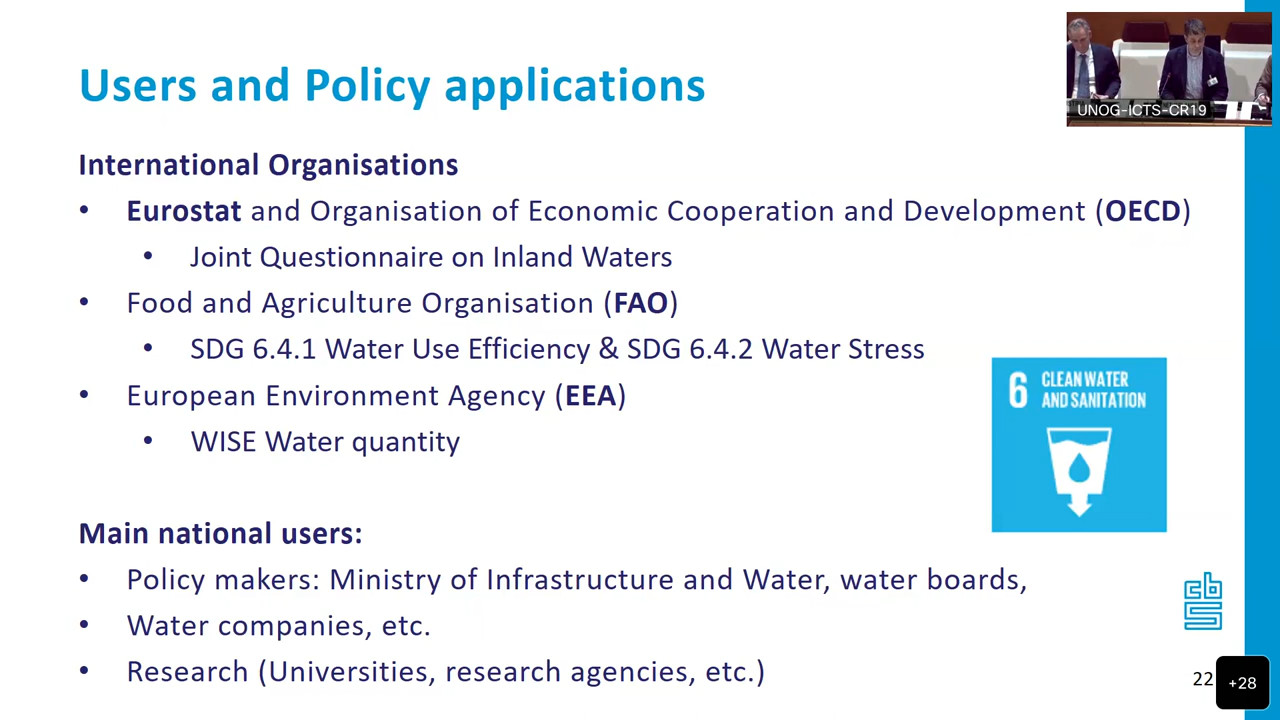 Users and Policy applications
UNOG-ICTS-CR19
International Organisations
• Eurostat and Organisation of Economic Cooperation and Development (OECD)
• Joint Questionnaire on Inland Waters
• Food and Agriculture Organisation (FAO)
• SDG 6.4.1 Water Use Efficiency & SDG 6.4.2 Water Stress
• European Environment Agency (EEA)
• WISE Water quantity
6 CLEAN WATER
AND SANITATION
Main national users:
• Policy makers: Ministry of Infrastructure and Water, water boards,
• Water companies, etc.
• Research (Universities, research agencies, etc.)
cbs
22
+28